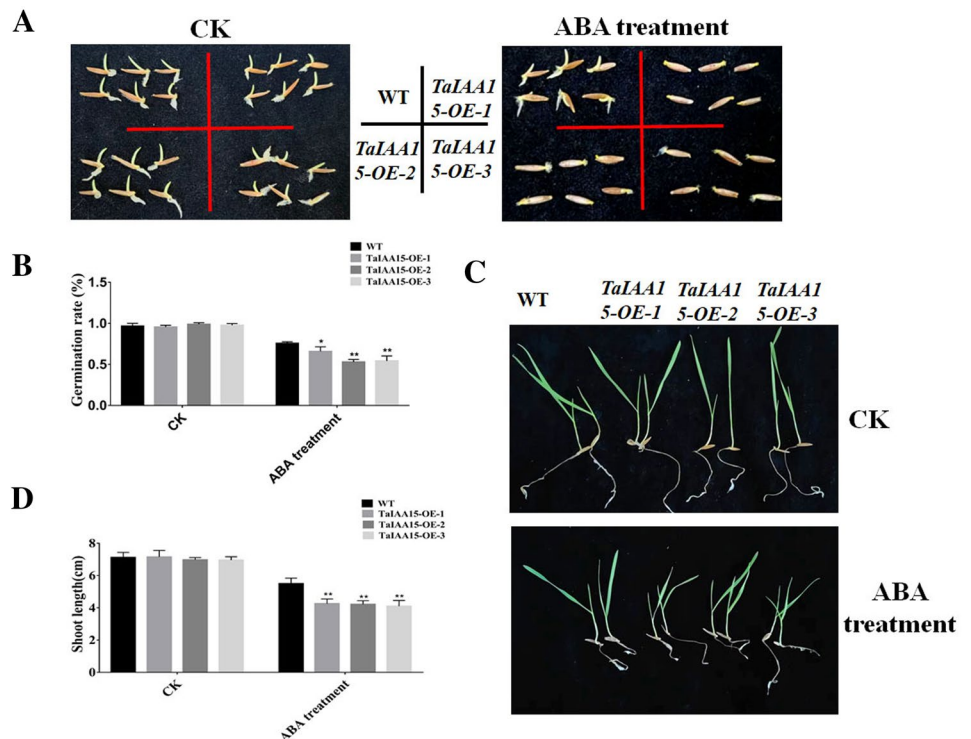 A
CK
ABA treatment
WT
TaIAA1
5-OE-1
TaIAA1
5-OE-2
TaIAA1
5-OE-3
B
WT
TaIAA15-OE-1
TaIAA15-OE-2
TaIAA15-OE-3
Germination rate (%)
1.5
1.0
0.5
0.0
*
**
**
CK
ABA treatment
C
WT
TaIAA1
5-OE-1
TaIAA1
5-OE-2
TaIAA1
5-OE-3
CK
ABA
treatment
D
WT
TaIAA15-OE-1
TaIAA15-OE-2
TaIAA15-OE-3
Shoot length(cm)
8
6
4
2
0
**
**
**
CK
ABA treatment